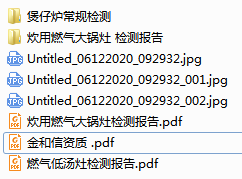 煲仔炉常规检测
炊用燃气大锅灶 检测报告
Untitled_06122020_092932.jpg
Untitled_06122020_092932_001.jpg
Untitled_06122020_092932_002.jpg
炊用燃气大锅灶检测报告.pdf
金和信资质 .pdf
燃气低汤灶检测报告.pdf